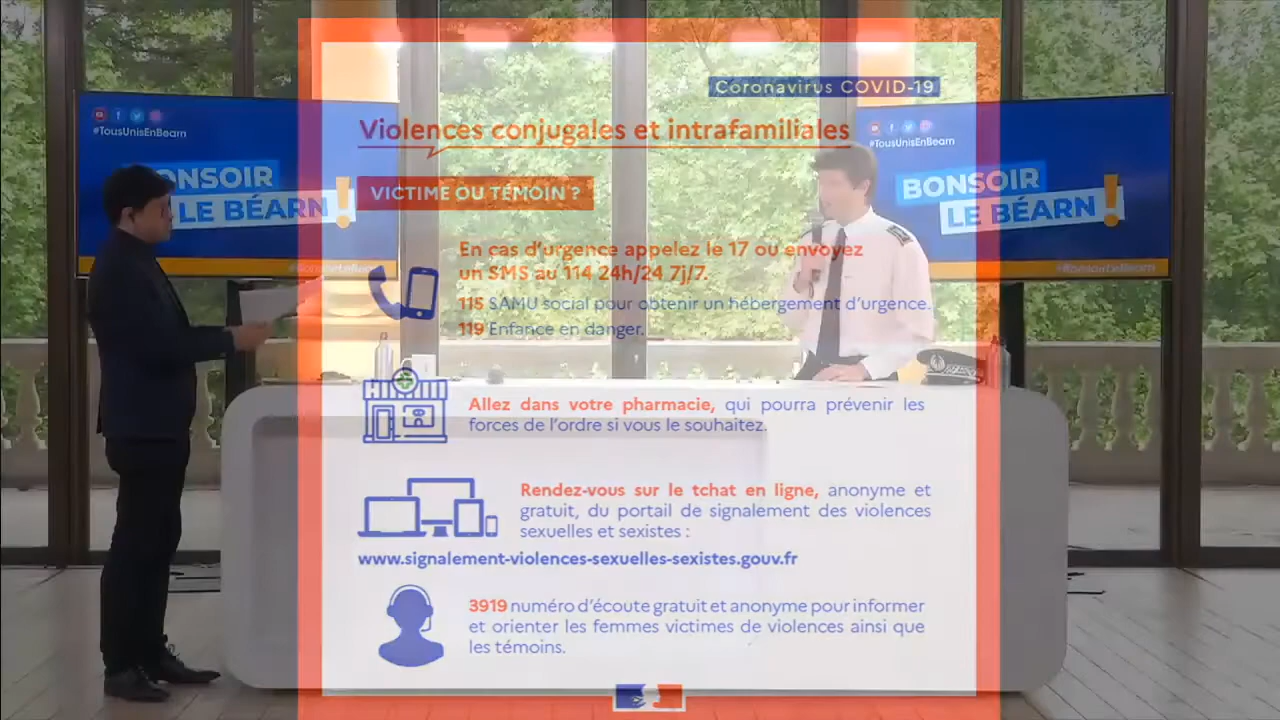 Coronavirus COVID-19
Violences conjugales et intrafamiliales
#TousUnisEnBearn
#TousUnisEnBearn
BONSOIR
LE BÉARN !
VICTIME OU TÉMOIN ?
BONSOIR
LE BÉARN !
En cas d'urgence appelez le 17 ou envoyez
un SMS au 114 24h/24 7j/7.
#BonsoirLeBearn
#BonsoirLeBearn
115 SAMU social pour obtenir un hébergement d'urgence.
119 Enfance en danger.
Allez dans votre pharmacie, qui pourra prévenir les
forces de l'ordre si vous le souhaitez.
Rendez-vous sur le tchat en ligne, anonyme et
gratuit, du portail de signalement des violences
sexuelles et sexistes :
www.signalement-violences-sexuelles-sexistes.gouv.fr
3919 numéro d'écoute gratuit et anonyme pour informer
et orienter les femmes victimes de violences ainsi que
les témoins.